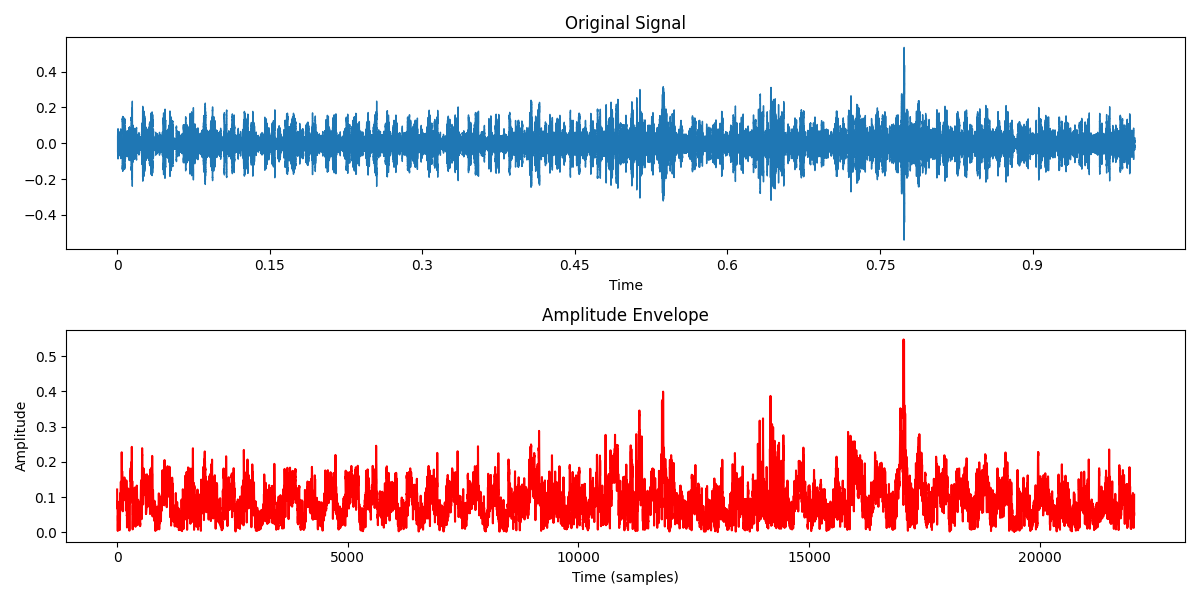 Original Signal
0.4
0.2
0.0
−0.2
−0.4
0 0.15 0.3 0.45 0.6 0.75 0.9
Time
Amplitude Envelope
Amplitude
0.5
0.4
0.3
0.2
0.1
0.0
0 5000 10000 15000 20000
Time (samples)